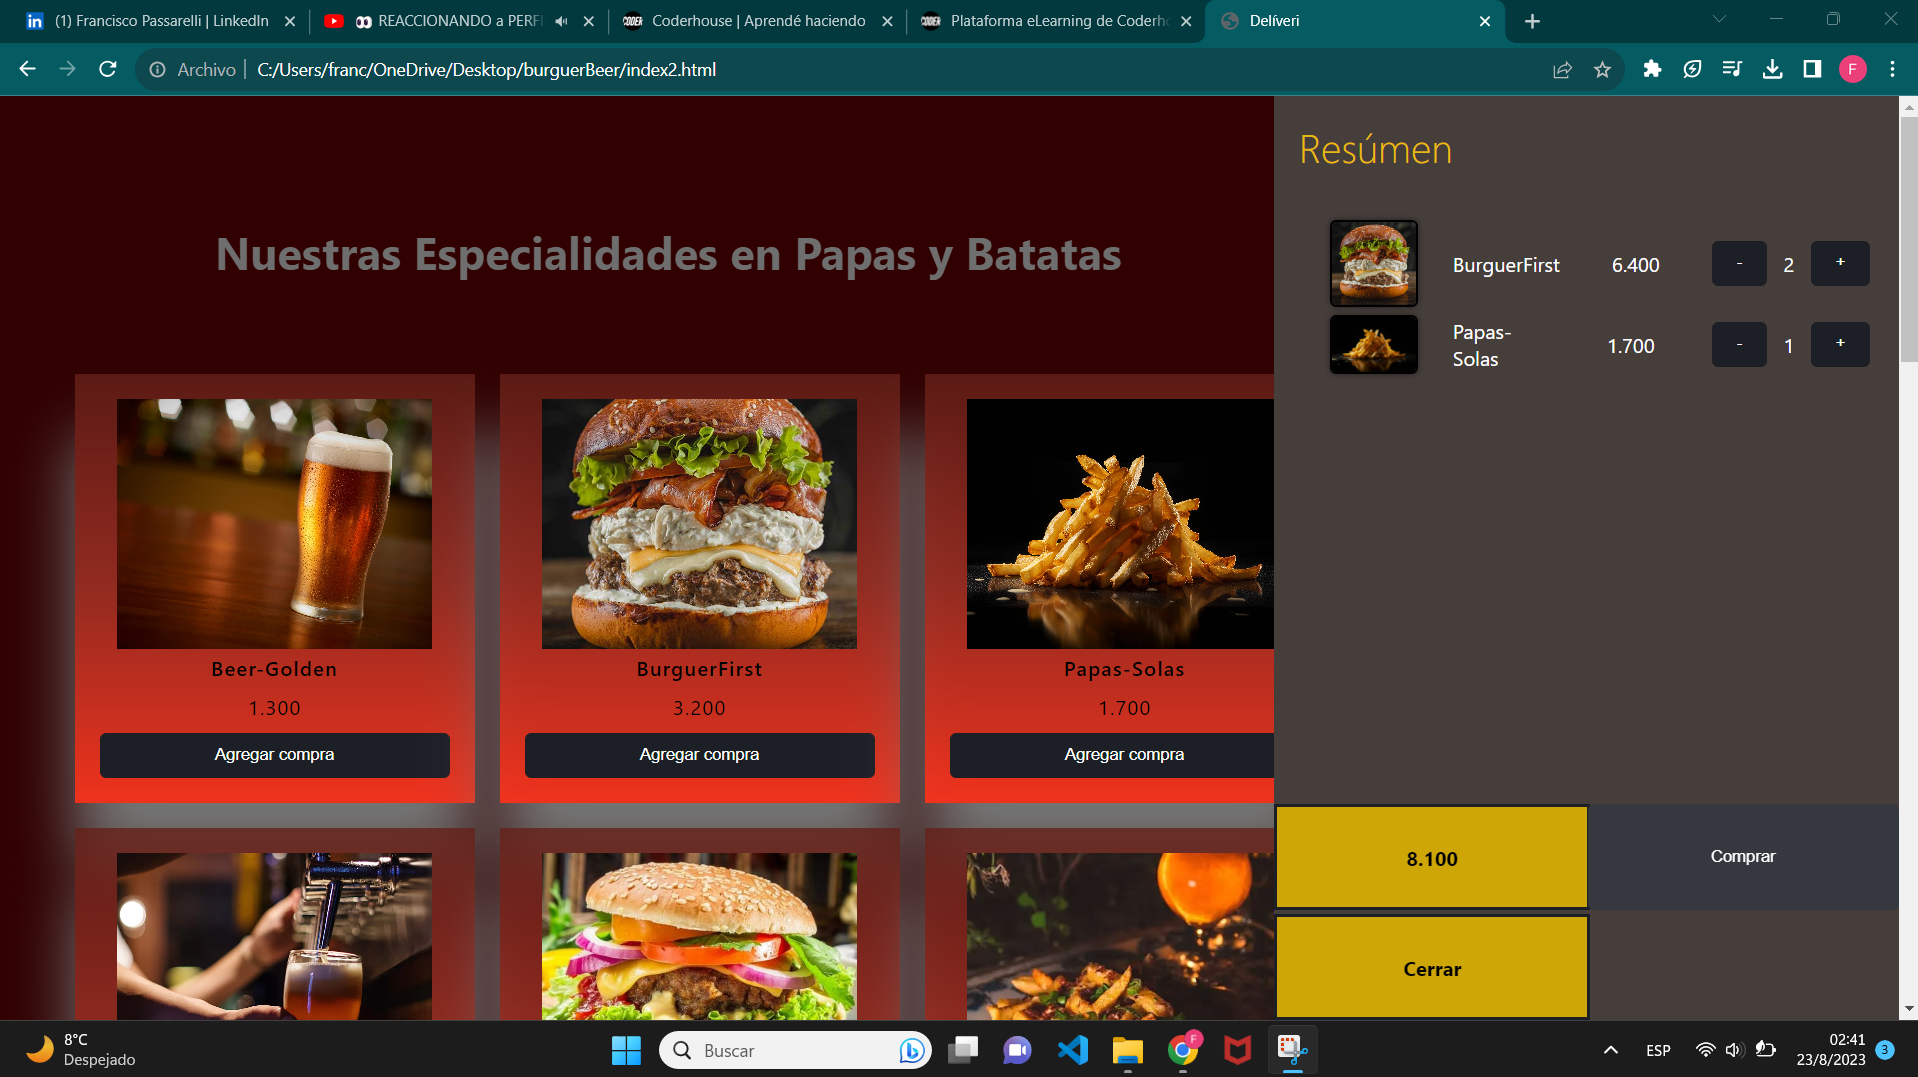 (1) Francisco Passarelli | LinkedIn
REACCIONANDO a PERF
Coderhouse | Aprendé haciendo
Plataforma eLearning de Coderho
Delíveri
Archivo | C:/Users/franc/OneDrive/Desktop/burguerBeer/index2.html
F
Nuestras Especialidades en Papas y Batatas
Beer-Golden
1.300
Agregar compra
BurguerFirst
3.200
Agregar compra
Papas-Solas
1.700
Agregar compra
Resúmen
BurguerFirst 6.400 - 2 +
Papas-
Solas
1.700 - 1 +
8.100
Comprar
Cerrar
8°C
Despejado
Buscar
F
ESP
02:41
23/8/2023
3